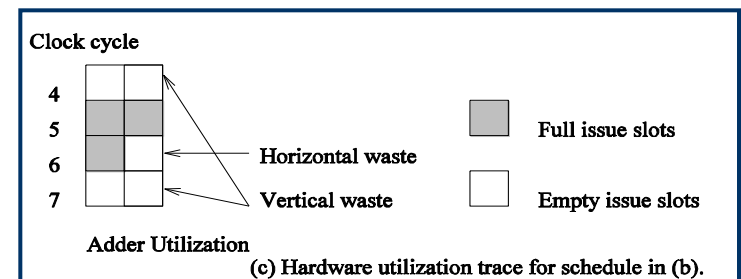 Clock cycle
4
5
6
7
Full issue slots
Horizontal waste
Vertical waste
Empty issue slots
Adder Utilization
(c) Hardware utilization trace for schedule in (b).